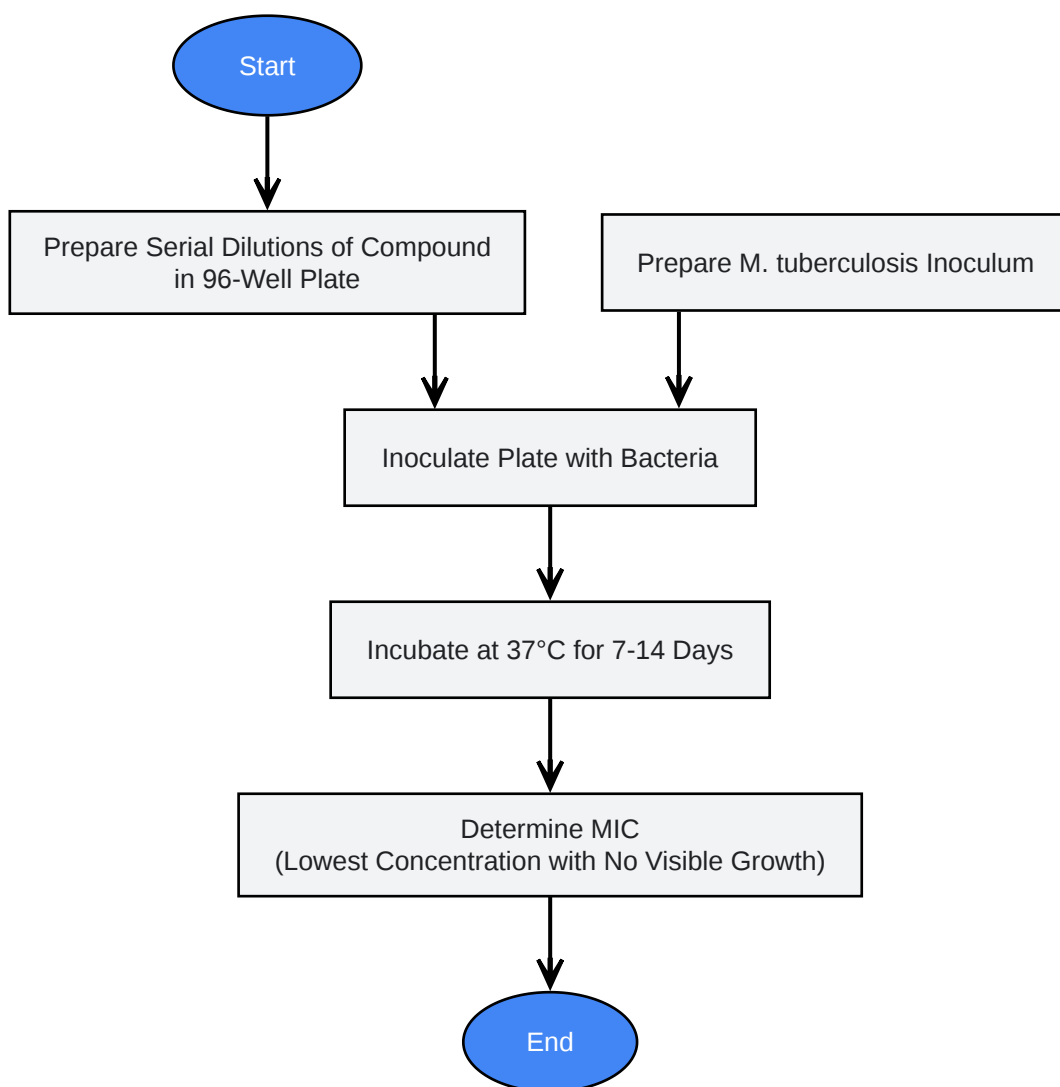 Start
Prepare Serial Dilutions of Compound
in 96-Well Plate
Prepare M. tuberculosis Inoculum
Inoculate Plate with Bacteria
Incubate at 37°C for 7-14 Days
Determine MIC
(Lowest Concentration with No Visible Growth)
End